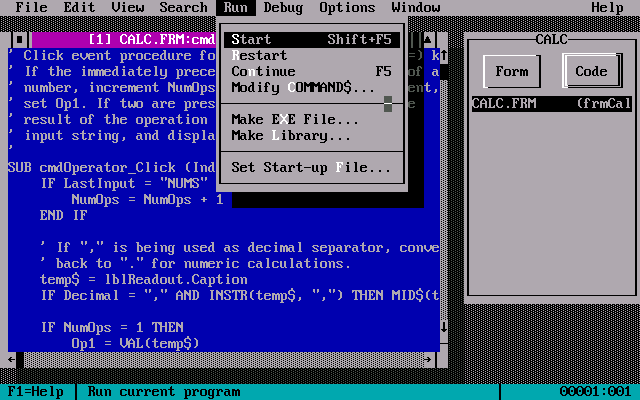 File Edit View Search Run Debug Options Window Help
[1] CALC.FRM:cmd
CALC
Start Shift+F5
Restart
Continue F5
Modify COMMAND$...
Make EXE File...
Make Library...
Set Start-up File...
' Click event procedure fo =) k
' If the immediately prece of a
' number, increment NumOps ent,
' set Op1. If two are pres
' result of the operation
' input string, and displa
'
SUB cmdOperator_Click (Ind
IF LastInput = "NUMS"
NumOps = NumOps + 1
END IF
' If "," is being used as decimal separator, conve
' back to "." for numeric calculations.
temp$ = lblReadout.Caption
IF Decimal = "," AND INSTR(temp$, ",") THEN MID$(t
IF NumOps = 1 THEN
Op1 = VAL(temp$)
Form Code
CALC.FRM (frmCal
F1=Help Run current program 00001:001